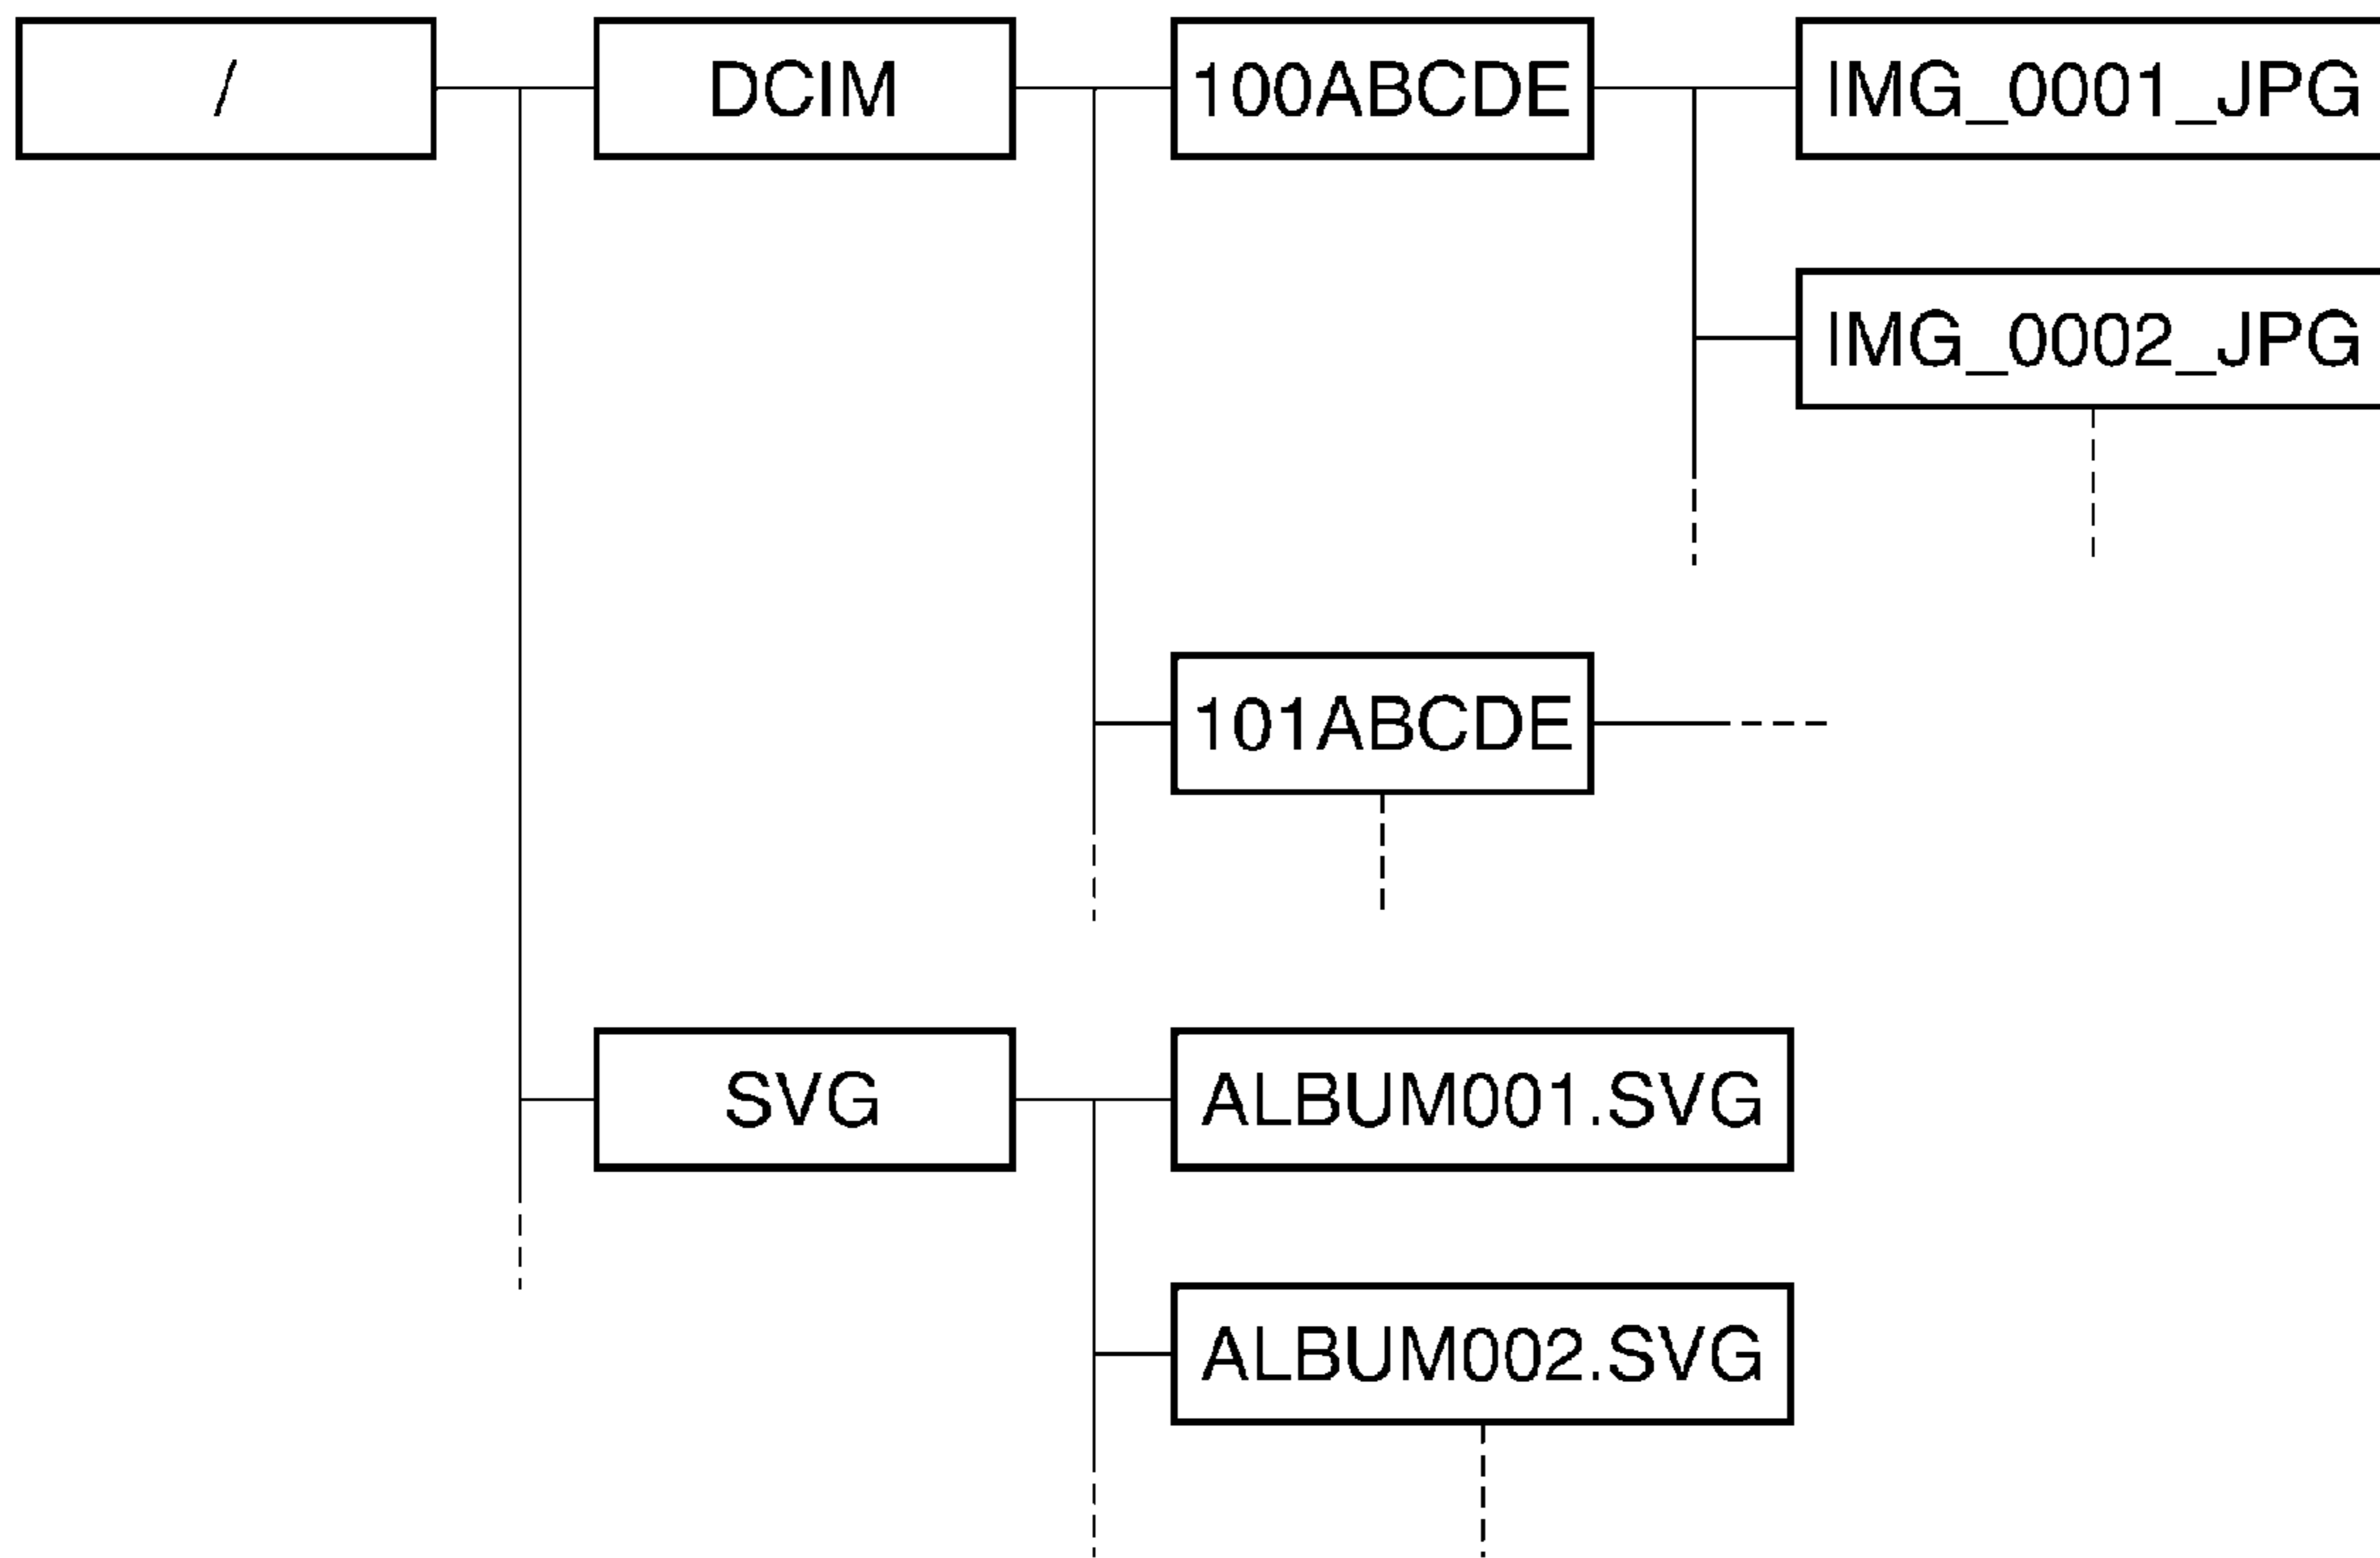 /
DCIM
100ABCDE
IMG_0001_JPG
IMG_0002_JPG
101ABCDE
SVG
ALBUM001.SVG
ALBUM002.SVG